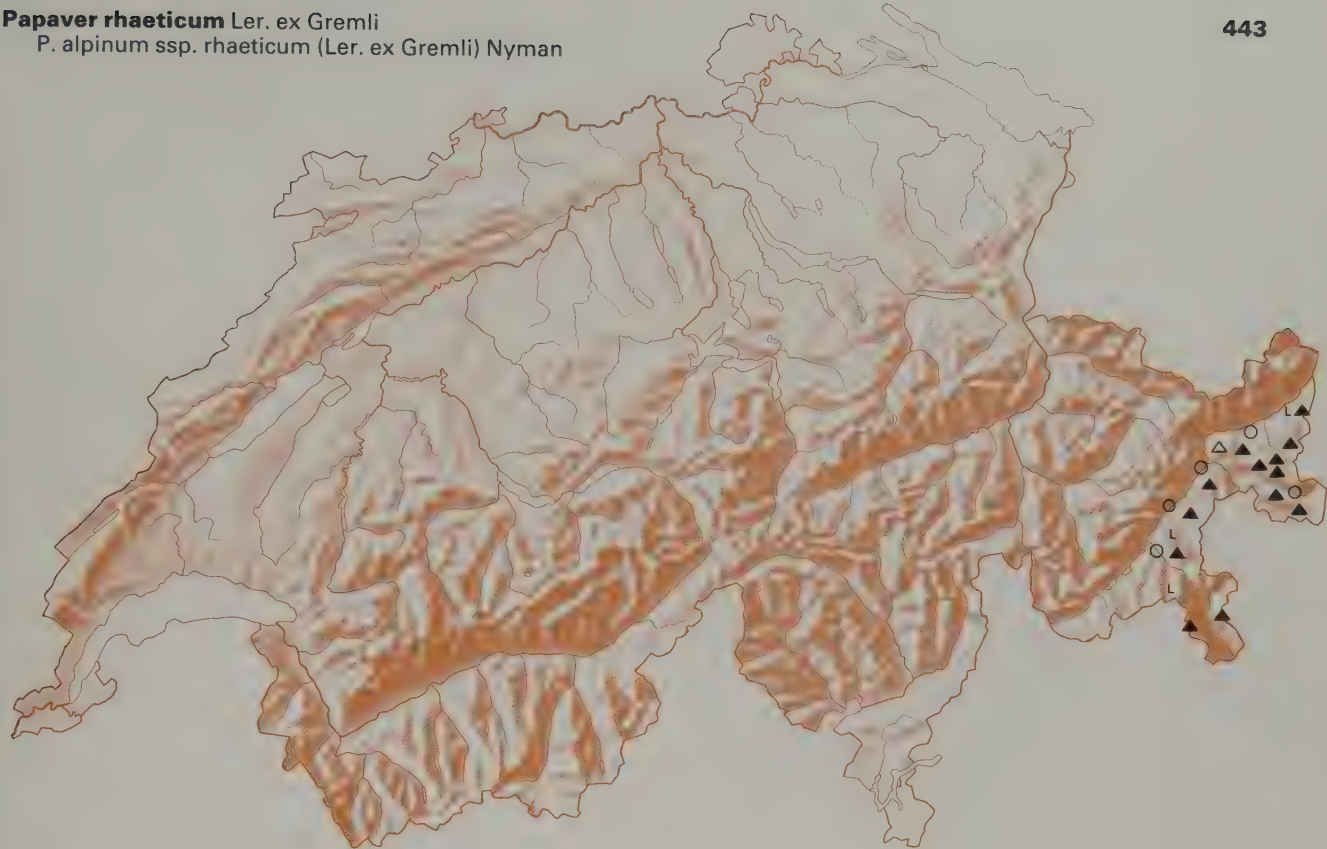 Papaver rhaeticum Ler. ex Gremli
P. alpinum ssp. rhaeticum (Ler. ex Gremli) Nyman
443
L
L
L